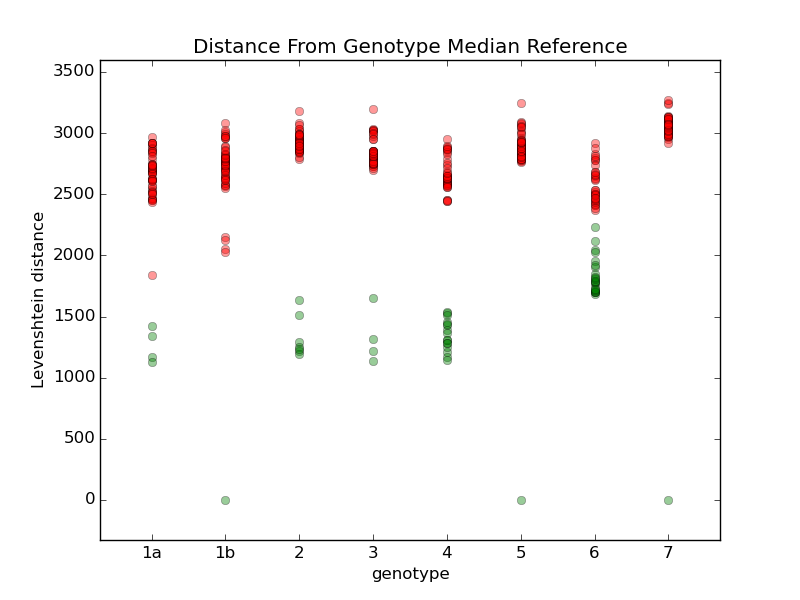 Distance From Genotype Median Reference
3500
3000
2500
2000
1500
1000
500
0
Levenshtein distance
1a 1b 2 3 4 5 6 7
genotype